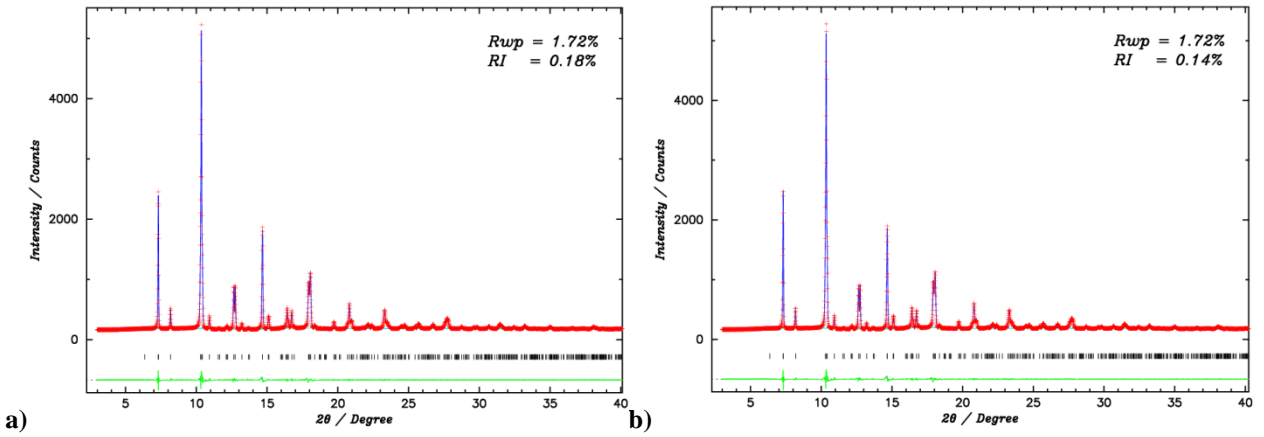 Rwp = 1.72%
RI = 0.18%
Intensity / Counts
4000
2000
0
5 10 15 20 25 30 35 40
2θ / Degree
a)
Rwp = 1.72%
RI = 0.14%
Intensity / Counts
4000
2000
0
5 10 15 20 25 30 35 40
2θ / Degree
b)